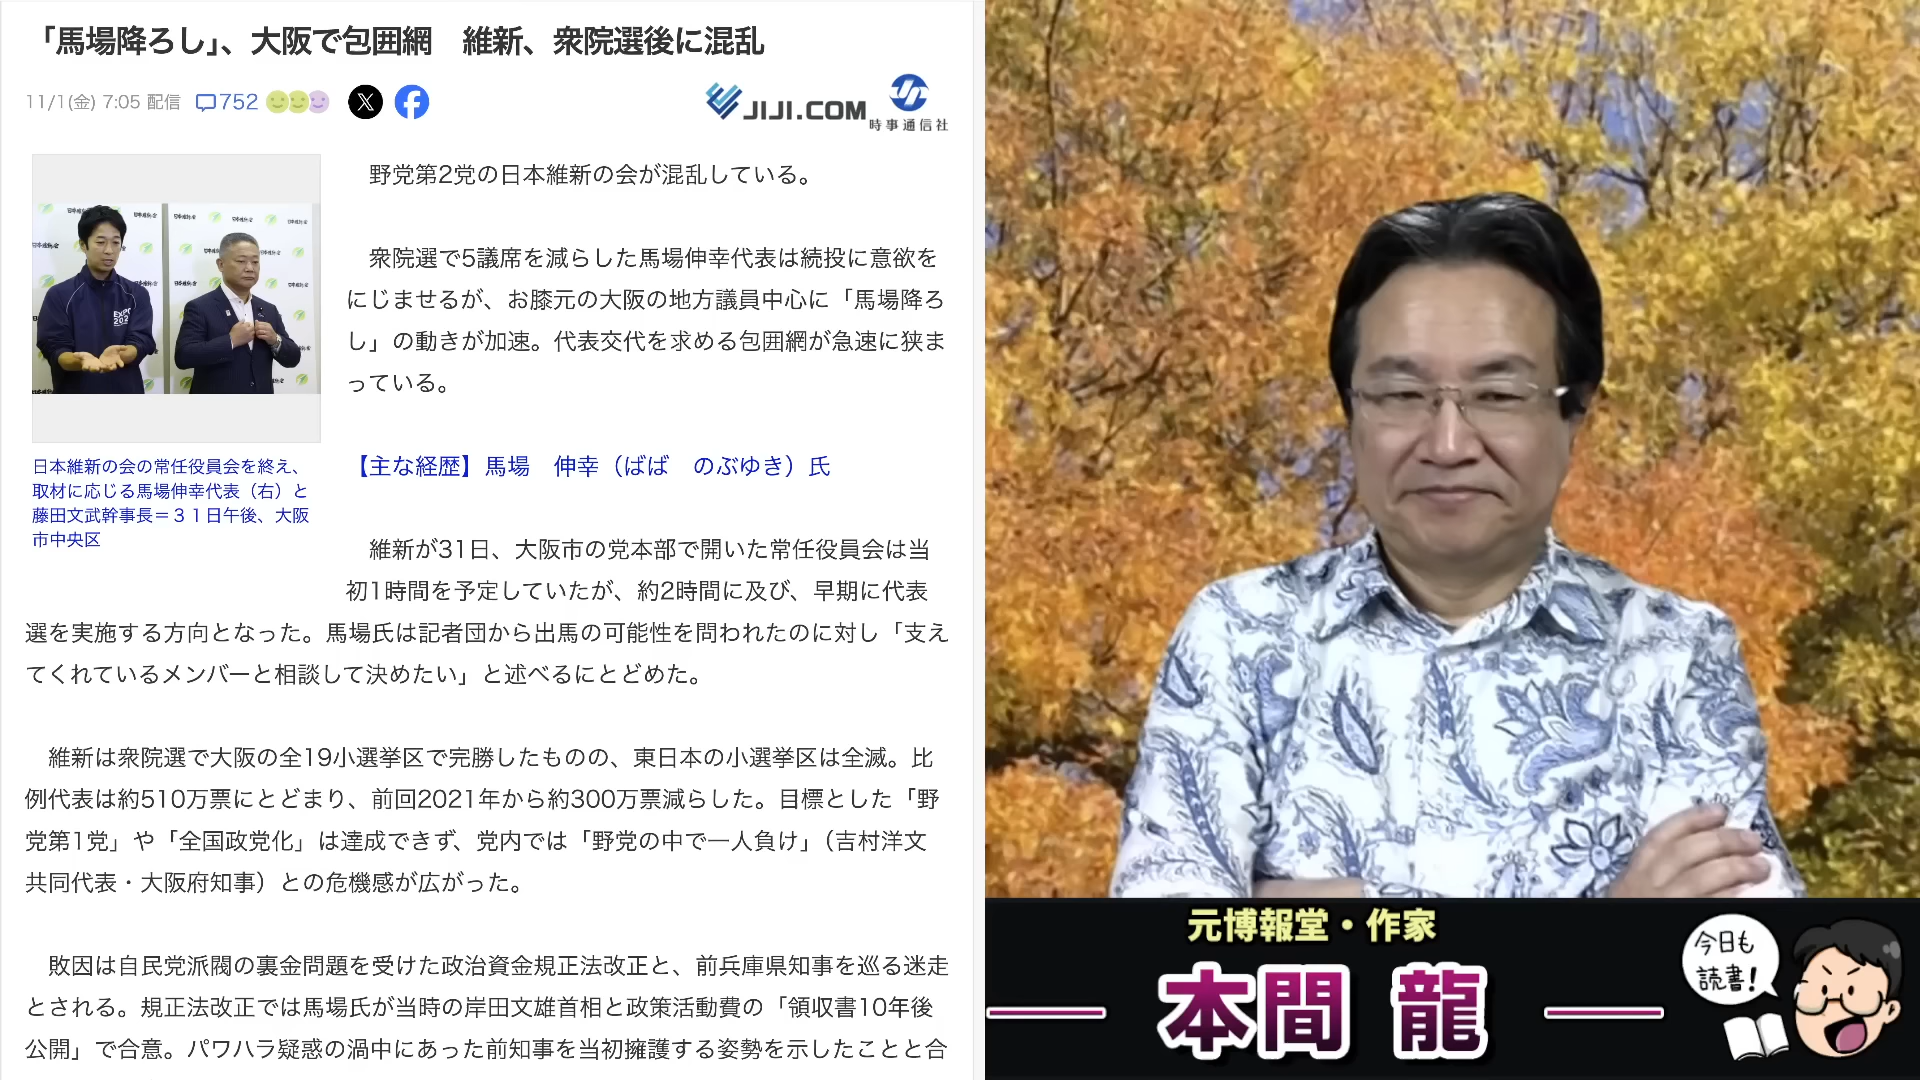 「馬場降ろし」、大阪で包囲網　維新、衆院選後に混乱
11/1(金) 7:05 配信
752
JIJI.COM
時事通信社
野党第2党の日本維新の会が混乱している。
衆院選で5議席を減らした馬場伸幸代表は続投に意欲を
にじませるが、お膝元の大阪の地方議員中心に「馬場降ろ
し」の動きが加速。代表交代を求める包囲網が急速に狭ま
っている。
【主な経歴】馬場　伸幸（ばば　のぶゆき）氏
日本維新の会の常任役員会を終え、
取材に応じる馬場伸幸代表（右）と
藤田文武幹事長＝３１日午後、大阪
市中央区
維新が31日、大阪市の党本部で開いた常任役員会は当
初1時間を予定していたが、約2時間に及び、早期に代表
選を実施する方向となった。馬場氏は記者団から出馬の可能性を問われたのに対し「支え
てくれているメンバーと相談して決めたい」と述べるにとどめた。
維新は衆院選で大阪の全19小選挙区で完勝したものの、東日本の小選挙区は全滅。比
例代表は約510万票にとどまり、前回2021年から約300万票減らした。目標とした「野
党第1党」や「全国政党化」は達成できず、党内では「野党の中で一人負け」（吉村洋文
共同代表・大阪府知事）との危機感が広がった。
敗因は自民党派閥の裏金問題を受けた政治資金規正法改正と、前兵庫県知事を巡る迷走
とされる。規正法改正では馬場氏が当時の岸田文雄首相と政策活動費の「領収書10年後
公開」で合意。パワハラ疑惑の渦中にあった前知事を当初擁護する姿勢を示したことと合
元博報堂・作家
本間 龍
今日も
読書！